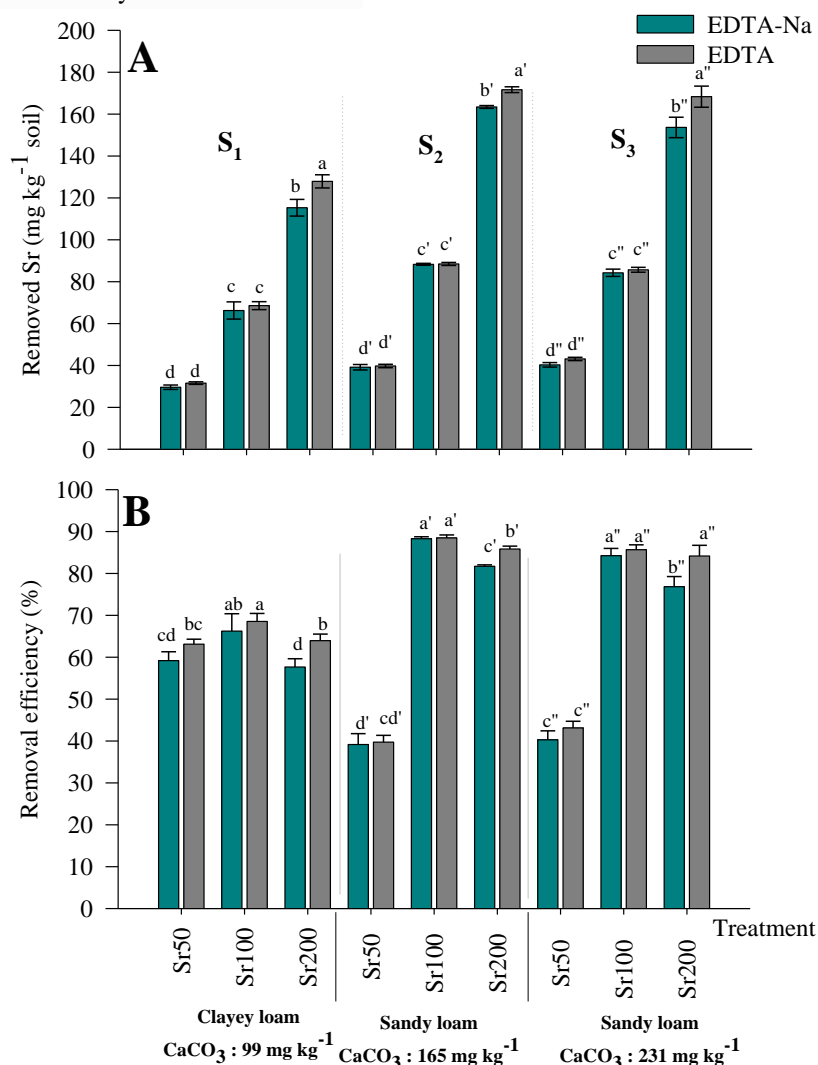 EDTA-Na
EDTA
A
Removed Sr (mg kg⁻¹ soil)
200
180
160
140
120
100
80
60
40
20
0
S₁
S₂
S₃
d d c c b a d' d' c' c' b' a' d'' d'' c'' c'' b'' a''
B
Removal efficiency (%)
100
90
80
70
60
50
40
30
20
10
0
cd bc ab a d b d' cd' a' a' c' b' c'' c'' a'' a'' b'' a''
Sr50 Sr100 Sr200 Sr50 Sr100 Sr200 Sr50 Sr100 Sr200
Treatment
Clayey loam
CaCO₃ : 99 mg kg⁻¹
Sandy loam
CaCO₃ : 165 mg kg⁻¹
Sandy loam
CaCO₃ : 231 mg kg⁻¹